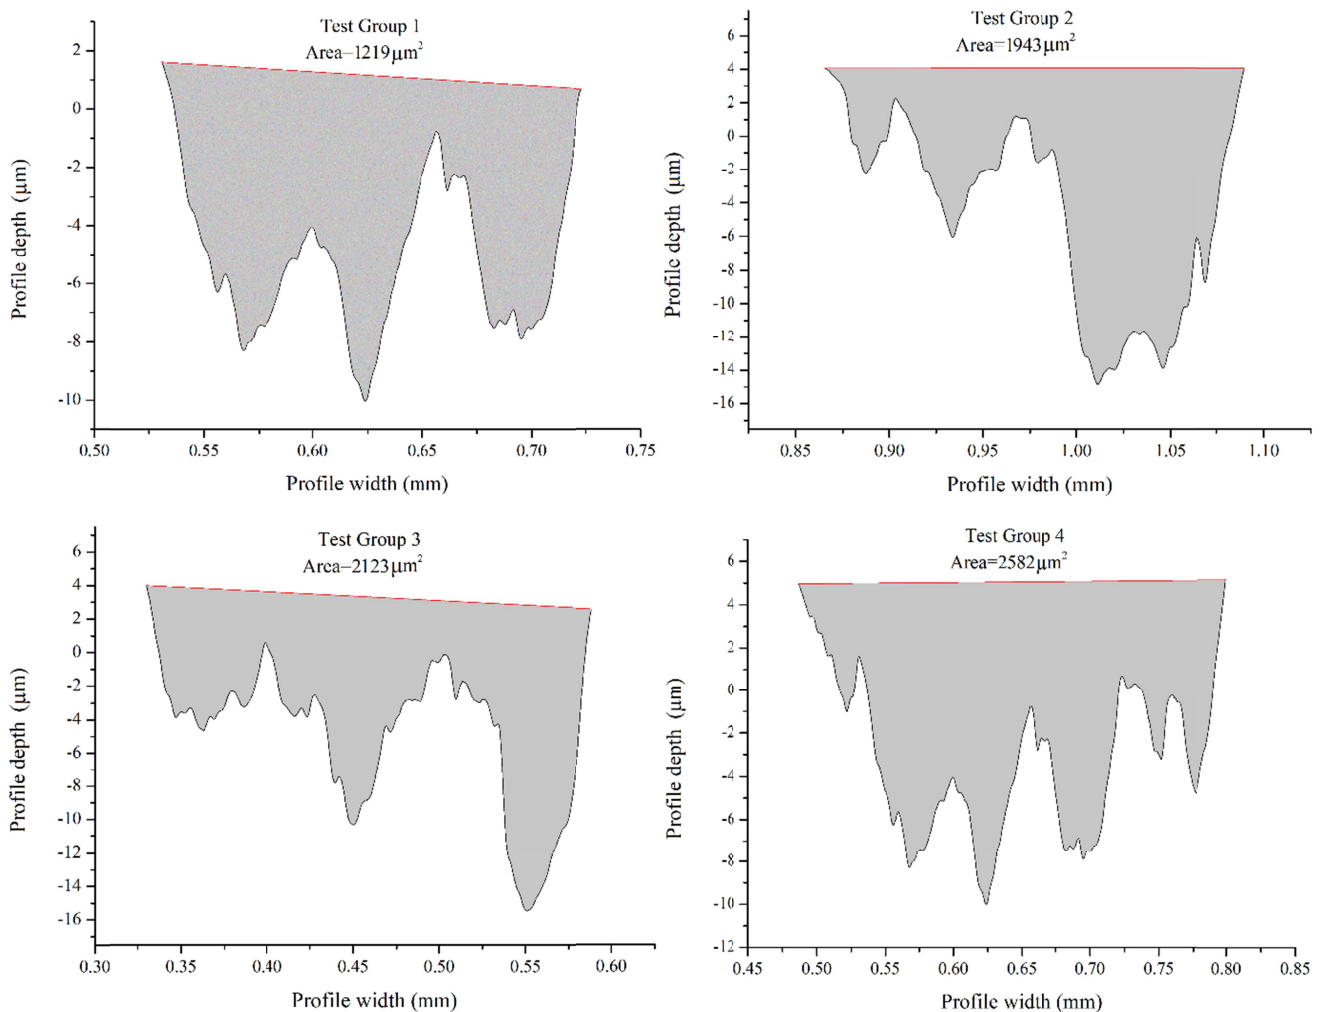 Test Group 1
Area–1219μm²
2
0
-2
-4
-6
-8
-10
Profile depth (μm)
0.50 0.55 0.60 0.65 0.70 0.75
Profile width (mm)
Test Group 2
Area=1943μm²
6
4
2
0
-2
-4
-6
-8
-10
-12
-14
-16
Profile depth (μm)
0.85 0.90 0.95 1.00 1.05 1.10
Profile width (mm)
Test Group 3
Area–2123μm²
6
4
2
0
-2
-4
-6
-8
-10
-12
-14
-16
Profile depth (μm)
0.30 0.35 0.40 0.45 0.50 0.55 0.60
Profile width (mm)
Test Group 4
Area=2582μm²
6
4
2
0
-2
-4
-6
-8
-10
-12
Profile depth (μm)
0.45 0.50 0.55 0.60 0.65 0.70 0.75 0.80 0.85
Profile width (mm)